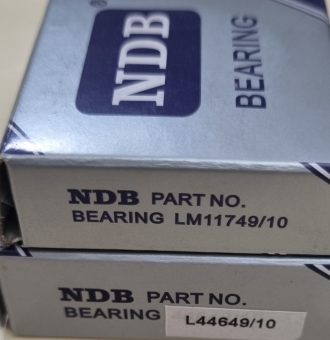 NDB®
BEARING
NDB PART NO.
BEARING LM11749/10
NDB PART NO.
BEARING L44649/10